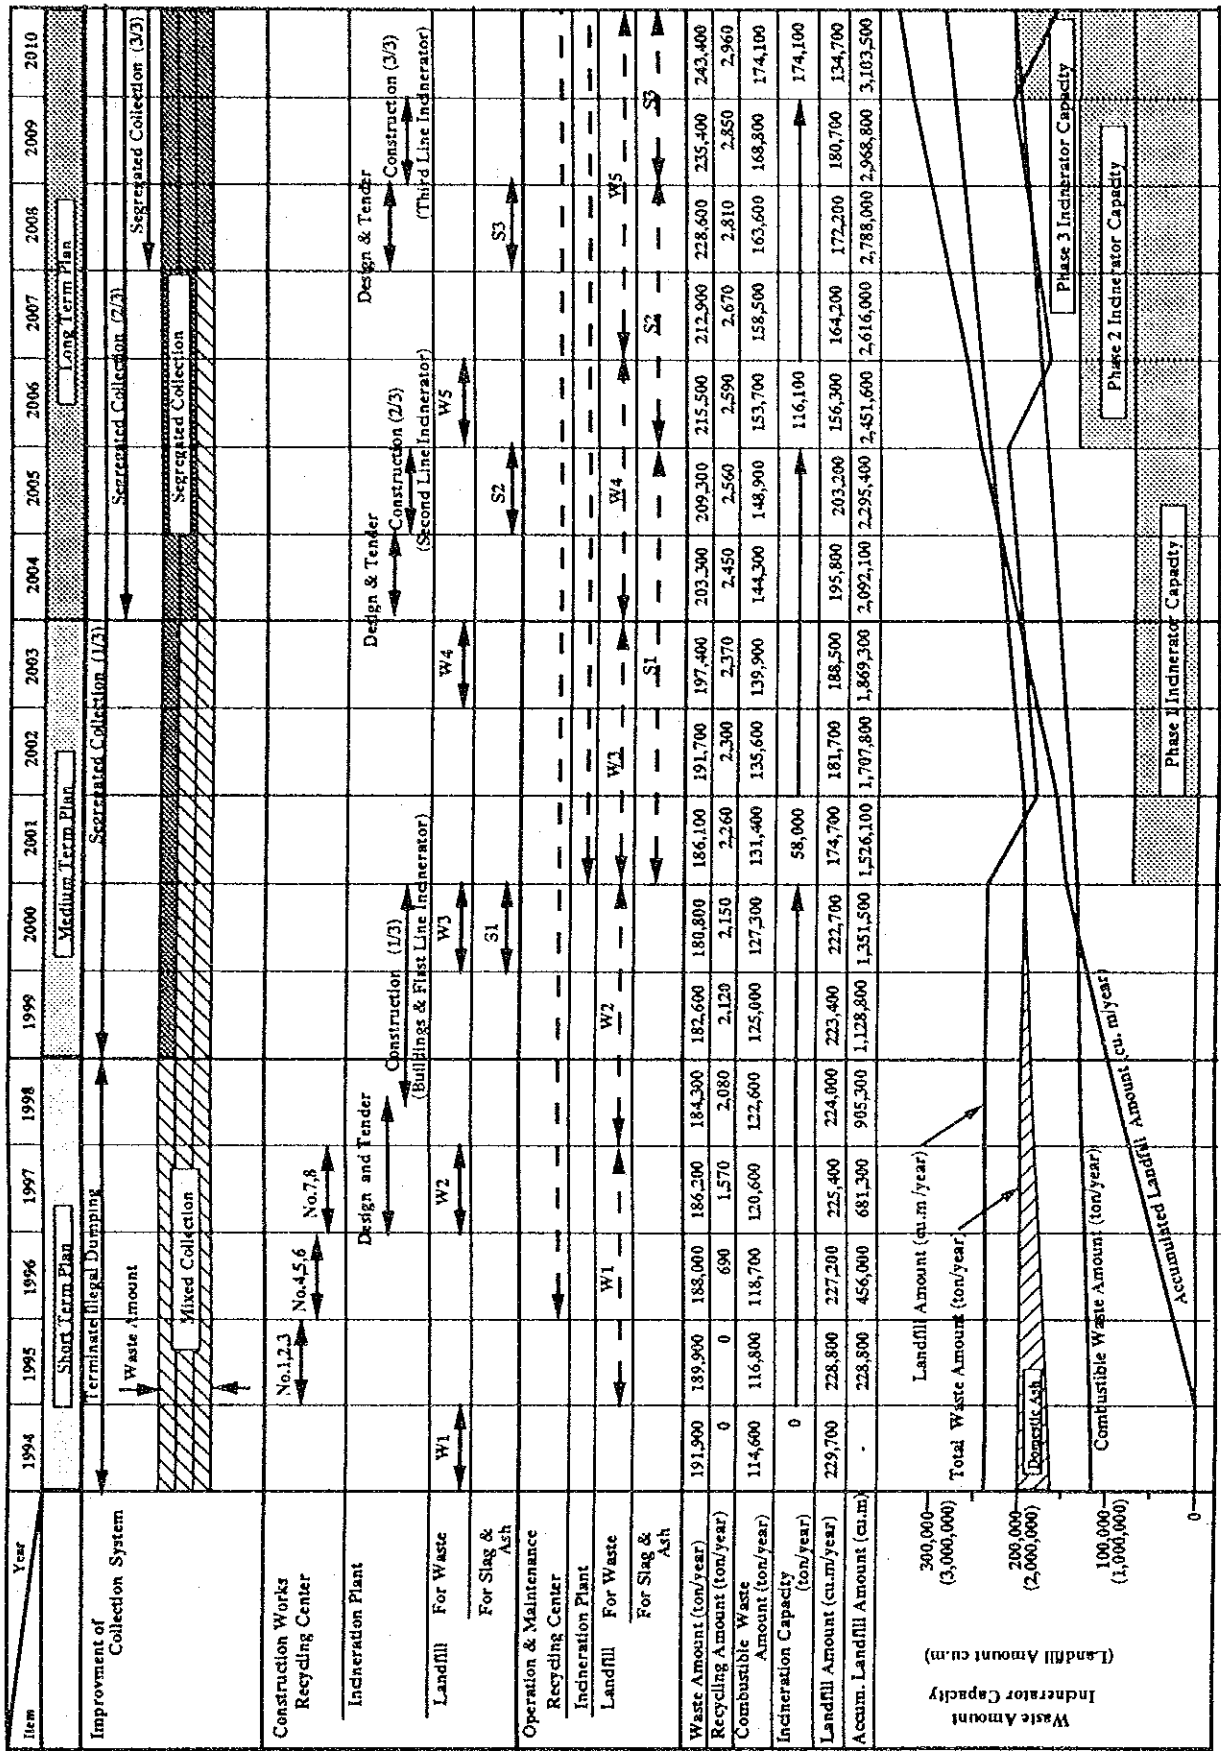 Item Year 1994 1995 1996 1997 1998 1999 2000 2001 2002 2003 2004 2005 2006 2007 2008 2009 2010
Short Term Plan Medium Term Plan Long Term Plan
Improvment of
Collection System
Terminate Illegal Dumping
Segregated Collection (1/3)
Segregated Collection (2/3)
Segregated Collection (3/3)
Waste Amount
Mixed Collection
Segregated Collection
Construction Works
Recycling Center
No.1,2,3
No.4,5,6
No.7,8
Incineration Plant
Design and Tender
Construction (1/3)
(Buildings & First Line Incinerator)
Design & Tender
Construction (2/3)
(Second Line Incinerator)
Design & Tender
Construction (3/3)
(Third Line Incinerator)
Landfill For Waste
W1 W2 W3 W4 W5
For Slag &
Ash
S1 S2 S3
Operation & Maintenance
Recycling Center
Incineration Plant
Landfill For Waste
W1 W2 W3 W4 W5
For Slag &
Ash
S1 S2 S3
Waste Amount (ton/year) 191,900 189,900 188,000 186,200 184,300 182,600 180,800 186,100 191,700 197,400 203,300 209,300 215,500 212,900 228,600 235,400 243,400
Recycling Amount (ton/year) 0 0 690 1,570 2,080 2,120 2,150 2,260 2,300 2,370 2,450 2,560 2,590 2,670 2,810 2,850 2,960
Combustible Waste
Amount (ton/year) 114,600 116,800 118,700 120,600 122,600 125,000 127,300 131,400 135,600 139,900 144,300 148,900 153,700 158,500 163,600 168,800 174,100
Incineration Capacity
(ton/year) 0 58,000 116,100 174,100
Landfill Amount (cu.m/year) 229,700 228,800 227,200 225,400 224,000 223,400 222,700 174,700 181,700 188,500 195,800 203,200 156,300 164,200 172,200 180,700 134,700
Accum. Landfill Amount (cu.m) - 228,800 456,000 681,300 905,300 1,128,800 1,351,500 1,526,100 1,707,800 1,869,300 2,092,100 2,295,400 2,451,600 2,616,000 2,788,000 2,968,800 3,103,500
Waste Amount
Incinerator Capacity
(Landfill Amount cu.m)
300,000
(3,000,000)
200,000
(2,000,000)
100,000
(1,000,000)
0
Landfill Amount (cu.m/year)
Total Waste Amount (ton/year)
Domestic Ash
Combustible Waste Amount (ton/year)
Accumulated Landfill Amount (cu. m/year)
Phase 1 Incinerator Capacity
Phase 2 Incinerator Capacity
Phase 3 Incinerator Capacity